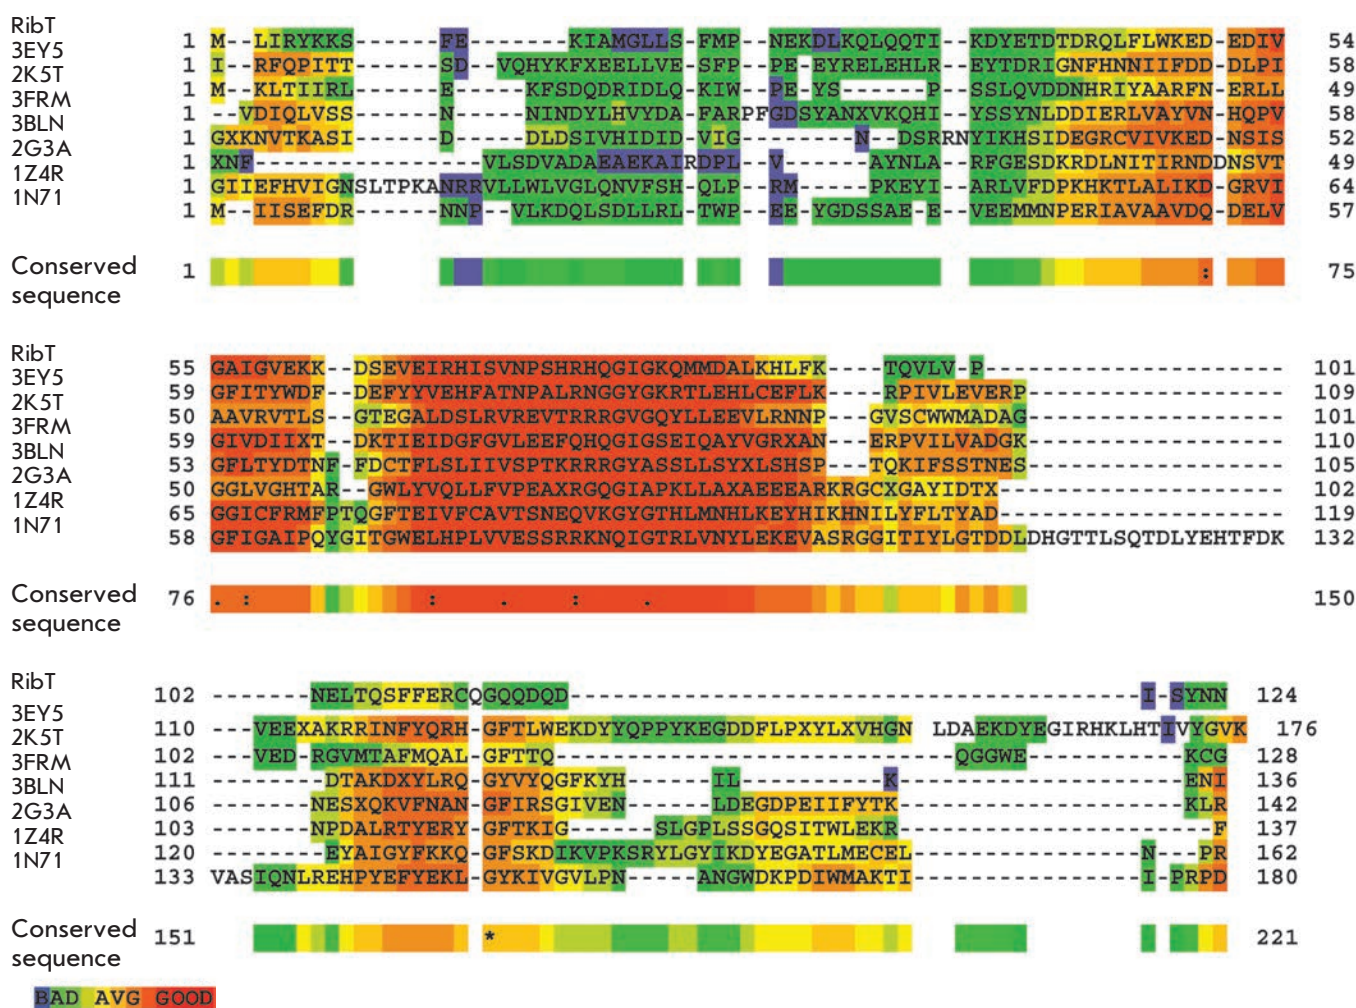 RibT 1 M--LIRYKKS------FE-------KIAMGLLS-FMP--NEKDLKQLQQTI--KDYETDTDRQLFLWKED-EDIV 54
3EY5 1 I--RFQPITT------SD--VQHYKFXEELLVE-SFP--PE-EYRELEHLR--EYTDRIGNFHNNIIFDD-DLPI 58
2K5T 1 M--KLTIIRL------E-----KFSDQDRIDLQ-KIW--PE-YS------P--SSLQVDDNHRIYAARFN-ERLL 49
3FRM 1 --VDIQLVSS------N-----NINDYLHVYDA-FARPFGDSYANXVKQHI--YSSYNLDDIERLVAYVN-HQPV 58
3BLN 1 GXKNVTKASI------D-----DLDSIVHIDID-VIG--------N--DSRRNYIKHSIDEGRCVIVKED-NSIS 52
2G3A 1 XNF----------------VLSDVADAEAEKAIRDPL--V------AYNLA--RFGESDKRDLNITIRNDDNSVT 49
1Z4R 1 GIIEFHVIGNSLTPKANRRVLLWLVGLQNVFSH-QLP--RM-----PKEYI--ARLVFDPKHKTLALIKD-GRVI 64
1N71 1 M--IISEFDR------NNP--VLKDQLSDLLRL-TWP--EE-YGDSSAE-E--VEEMMNPERIAVAAVDQ-DELV 57
Conserved 1 : 75
sequence
RibT 55 GAIGVEKK--DSEVEIRHISVNPSHRHQGIGKQMMDALKHLFK----TQVLV-P--------------------- 101
3EY5 59 GFITYWDF--DEFYYVEHFATNPALRNGGYGKRTLEHLCEFLK----RPIVLEVERP------------------ 109
2K5T 50 AAVRVTLS--GTEGALDSLRVREVTRRRGVGQYLLEEVLRNNP---GVSCWWMADAG------------------ 101
3FRM 59 GIVDIIXT--DKTIEIDGFGVLEEFQHQGIGSEIQAYVGRXAN---ERPVILVADGK------------------ 110
3BLN 53 GFLTYDTNF-FDCTFLSLIIVSPTKRRRGYASSLLSYXLSHSP---TQKIFSSTNES------------------ 105
2G3A 50 GGLVGHTAR--GWLYVQLLFVPEAXRGQGIAPKLLAXAEEEARKRGCXGAYIDTX-------------------- 102
1Z4R 65 GGICFRMFPTQGFTEIVFCAVTSNEQVKGYGTHLMNHLKEYHIKHNILYFLTYAD-------------------- 119
1N71 58 GFIGAIPQYGITGWELHPLVVESSRRKNQIGTRLVNYLEKEVASRGGITIYLGTDDLDHGTTLSQTDLYEHTFDK 132
Conserved 76 . : : . : . 150
sequence
RibT 102 -------NELTQSFFERCQGQQDQD----------------------------------------I-SYNN 124
3EY5 110 ---VEEXAKRRINFYQRH-GFTLWEKDYQPPYKEGDDFLPXYLXVHGN LDAEKDYEGIRHKLHTIVYGVK 176
2K5T 102 ---VED-RGVMTAFMQAL-GFTTQ----------------------------QGGWE-----------KCG 128
3FRM 111 --------DTAKDXYLRQ-GYVYQGFKYH------IL----------K--------------------ENI 136
3BLN 106 -------NESXQKVFNAN-GFIRSGIVEN------LDEGDPEIIFYTK--------------------KLR 142
2G3A 103 -------NPDALRTYERY-GFTKIG------SLGPLSSGQSITWLEKR----------------------F 137
1Z4R 120 --------EYAIGYFKKQ-GFSKDIKVPKSRYLGYIKDYEGATLMECEL----------------N---PR 162
1N71 133 VASIQNLREHPYEFYEKL-GYKIVGVLPN-----ANGWDKPDIWMAKTI----------------I-PRPD 180
Conserved 151 * 221
sequence
BAD AVG GOOD